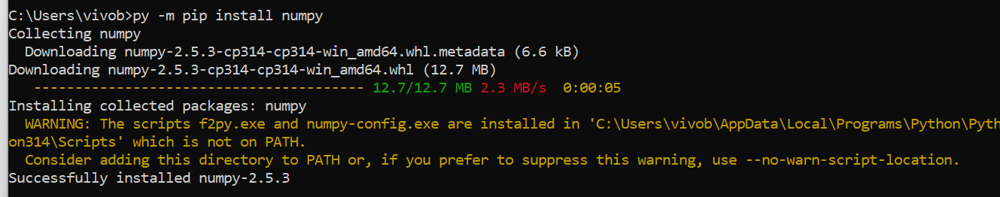 C:\Users\vivob>py -m pip install numpy
Collecting numpy
  Downloading numpy-2.5.3-cp314-cp314-win_amd64.whl.metadata (6.6 kB)
Downloading numpy-2.5.3-cp314-cp314-win_amd64.whl (12.7 MB)
   ---------------------------------------- 12.7/12.7 MB 2.3 MB/s  0:00:05
Installing collected packages: numpy
  WARNING: The scripts f2py.exe and numpy-config.exe are installed in 'C:\Users\vivob\AppData\Local\Programs\Python\Pyth
on314\Scripts' which is not on PATH.
  Consider adding this directory to PATH or, if you prefer to suppress this warning, use --no-warn-script-location.
Successfully installed numpy-2.5.3